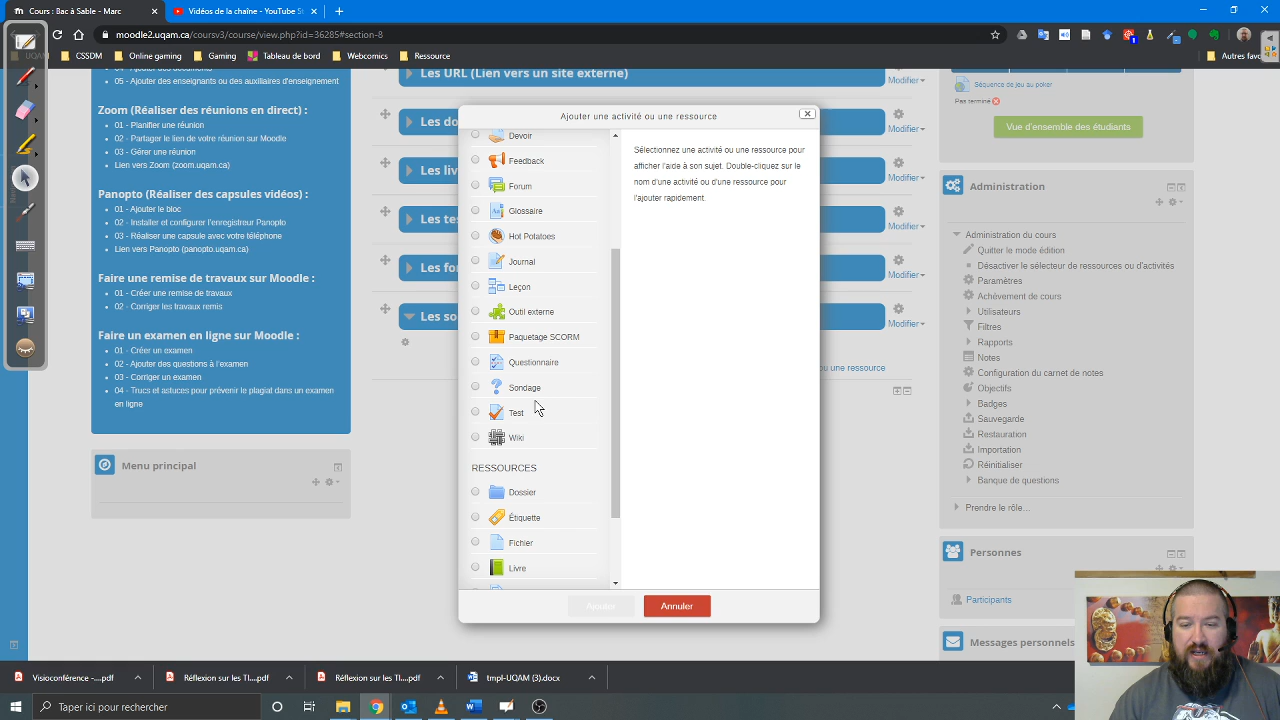 Cours : Bac à Sable - Marc
Vidéos de la chaîne - YouTube S
moodle2.uqam.ca/coursv3/course/view.php?id=36285#section-8
CSSDM
Online gaming
Gaming
Tableau de bord
Webcomics
Ressource
Autres favo
05 - Ajouter des enseignants ou des auxiliaires d'enseignement
Zoom (Réaliser des réunions en direct) :
01 - Planifier une réunion
02 - Partager le lien de votre réunion sur Moodle
03 - Gérer une réunion
Lien vers Zoom (zoom.uqam.ca)
Panopto (Réaliser des capsules vidéos) :
01 - Ajouter le bloc
02 - Installer et configurer l'enregistreur Panopto
03 - Réaliser une capsule avec votre téléphone
Lien vers Panopto (panopto.uqam.ca)
Faire une remise de travaux sur Moodle :
01 - Créer une remise de travaux
02 - Corriger les travaux remis
Faire un examen en ligne sur Moodle :
01 - Créer un examen
02 - Ajouter des questions à l'examen
03 - Corriger un examen
04 - Trucs et astuces pour prévenir le plagiat dans un examen
en ligne
Menu principal
Les URL (Lien vers un site externe)
Modifier
Les do
Modifier
Les liv
Modifier
Les te
Modifier
Les fo
Modifier
Les so
Modifier
ou une ressource
Ajouter une activité ou une ressource
Devoir
Feedback
Forum
Glossaire
Hot Potatoes
Journal
Leçon
Outil externe
Paquetage SCORM
Questionnaire
Sondage
Test
Wiki
RESSOURCES
Dossier
Étiquette
Fichier
Livre
Sélectionnez une activité ou une ressource pour
afficher l'aide à son sujet. Double-cliquez sur le
nom d'une activité ou d'une ressource pour
l'ajouter rapidement.
Ajouter
Annuler
Séquence de jeu au poker
Pas terminé
Vue d'ensemble des étudiants
Administration
Administration du cours
Quitter le mode édition
Désactiver le sélecteur de ressources ou d'activités
Paramètres
Achèvement de cours
Utilisateurs
Filtres
Rapports
Notes
Configuration du carnet de notes
Objectifs
Badges
Sauvegarde
Restauration
Importation
Réinitialiser
Banque de questions
Prendre le rôle...
Personnes
Participants
Messages personnels
Visioconférence -....pdf
Réflexion sur les TI....pdf
Réflexion sur les TI....pdf
tmpl-UQAM (3).docx
Taper ici pour rechercher